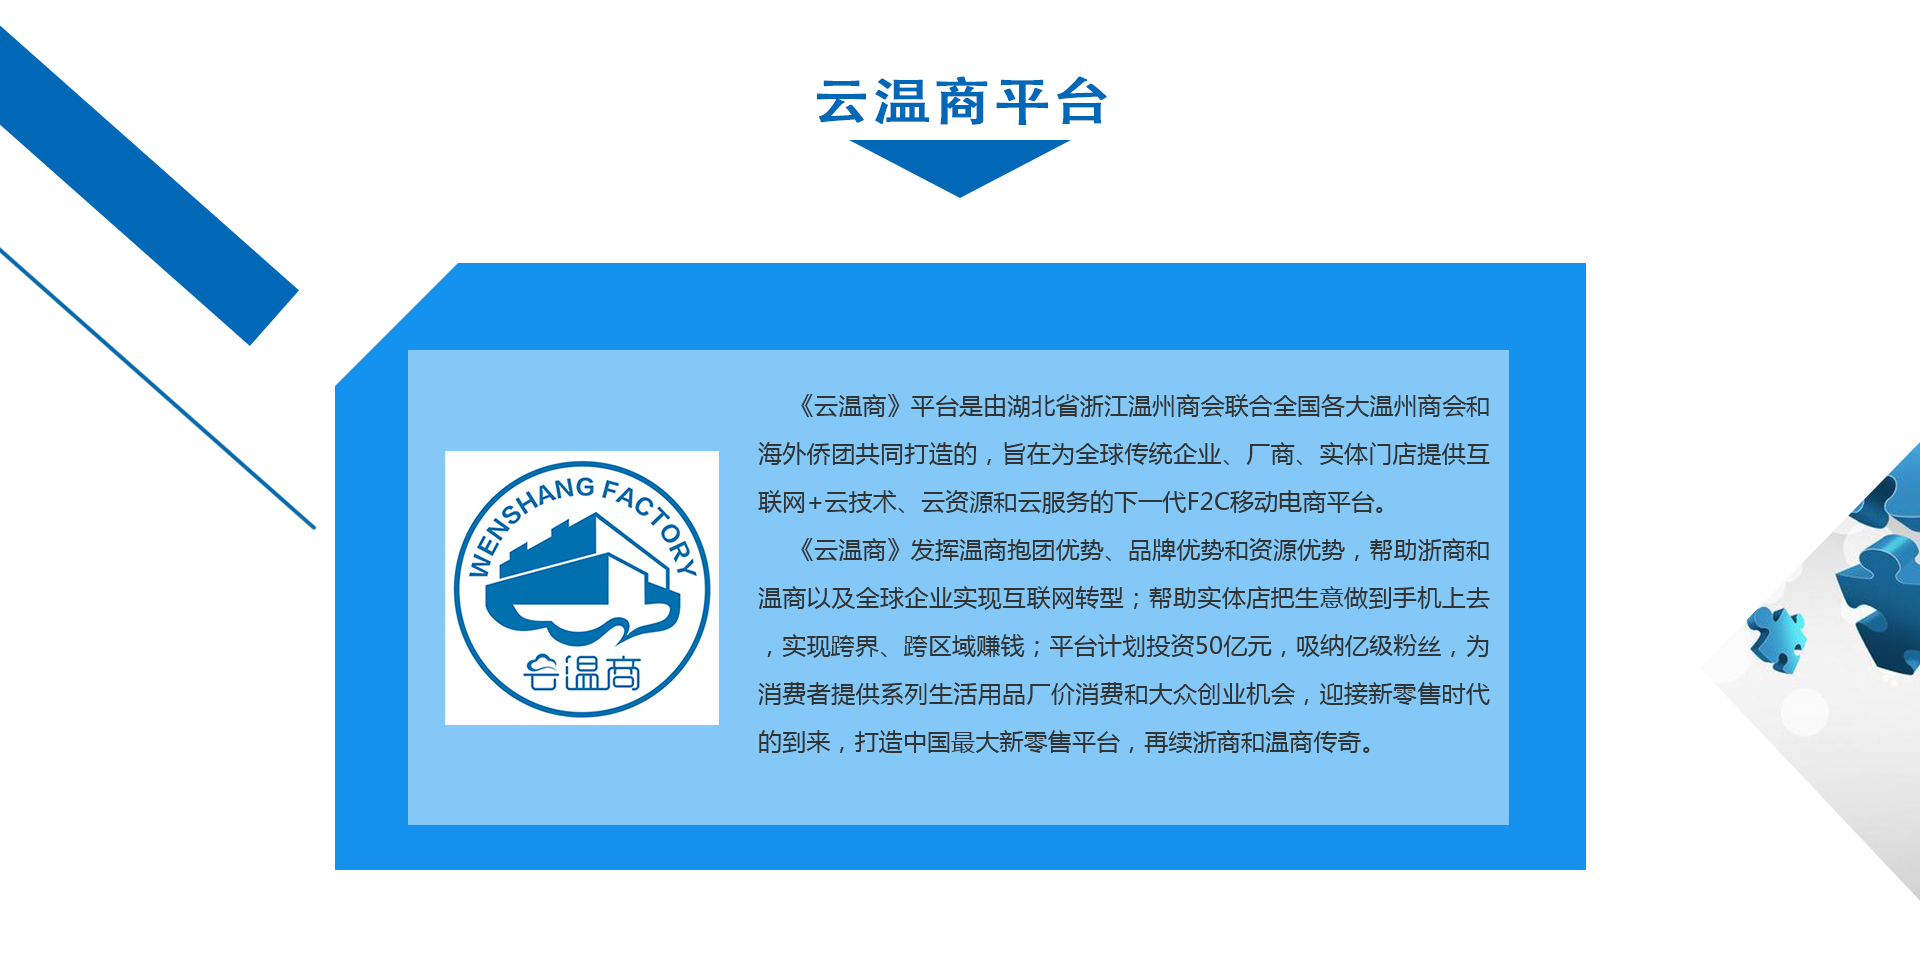 云温商平台
WENSHANG FACTORY
云温商
《云温商》平台是由湖北省浙江温州商会联合全国各大温州商会和
海外侨团共同打造的，旨在为全球传统企业、厂商、实体门店提供互
联网+云技术、云资源和云服务的下一代F2C移动电商平台。
《云温商》发挥温商抱团优势、品牌优势和资源优势，帮助浙商和
温商以及全球企业实现互联网转型；帮助实体店把生意做到手机上去
，实现跨界、跨区域赚钱；平台计划投资50亿元，吸纳亿级粉丝，为
消费者提供系列生活用品厂价消费和大众创业机会，迎接新零售时代
的到来，打造中国最大新零售平台，再续浙商和温商传奇。